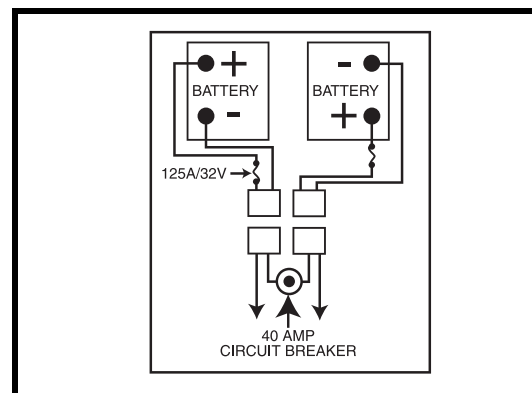 + -
BATTERY BATTERY
- +
125A/32V
40 AMP
CIRCUIT BREAKER